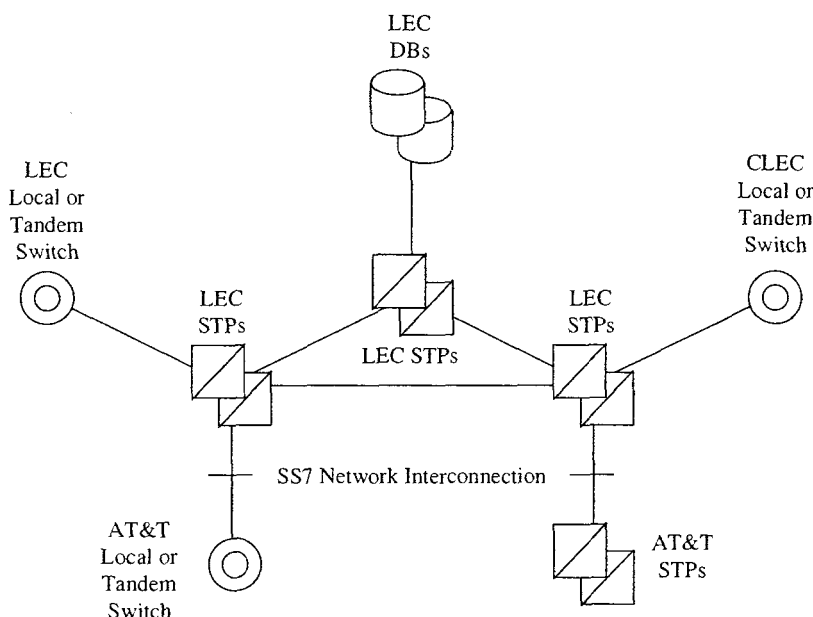 LEC
DBs
LEC
Local or
Tandem
Switch
CLEC
Local or
Tandem
Switch
LEC
STPs
LEC STPs
LEC
STPs
SS7 Network Interconnection
AT&T
Local or
Tandem
Switch
AT&T
STPs